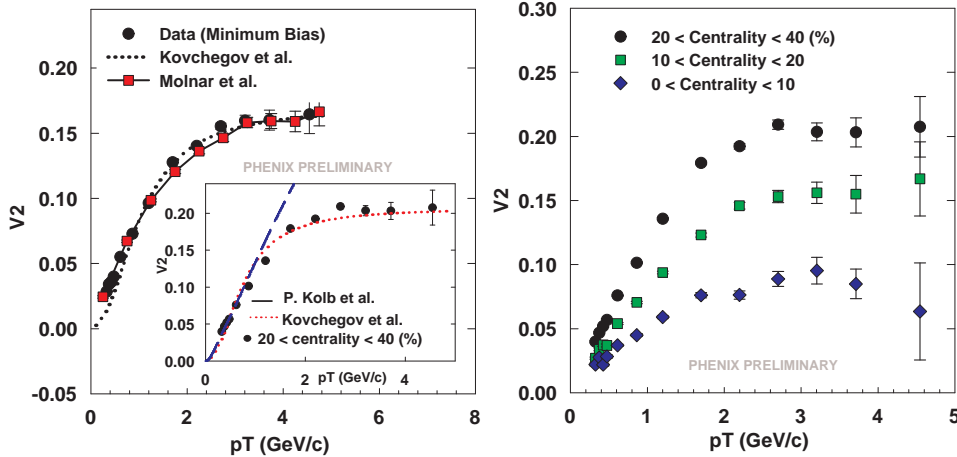 Data (Minimum Bias)
Kovchegov et al.
Molnar et al.
0.20
0.15
0.10
0.05
0.00
-0.05
V2
PHENIX PRELIMINARY
0 2 4 6 8
pT (GeV/c)
0.20
0.15
0.10
0.05
0.00
V2
P. Kolb et al.
Kovchegov et al.
20 < centrality < 40 (%)
0 2 4
pT (GeV/c)
0.30
0.25
0.20
0.15
0.10
0.05
0.00
V2
20 < Centrality < 40 (%)
10 < Centrality < 20
0 < Centrality < 10
PHENIX PRELIMINARY
0 1 2 3 4 5
pT (GeV/c)